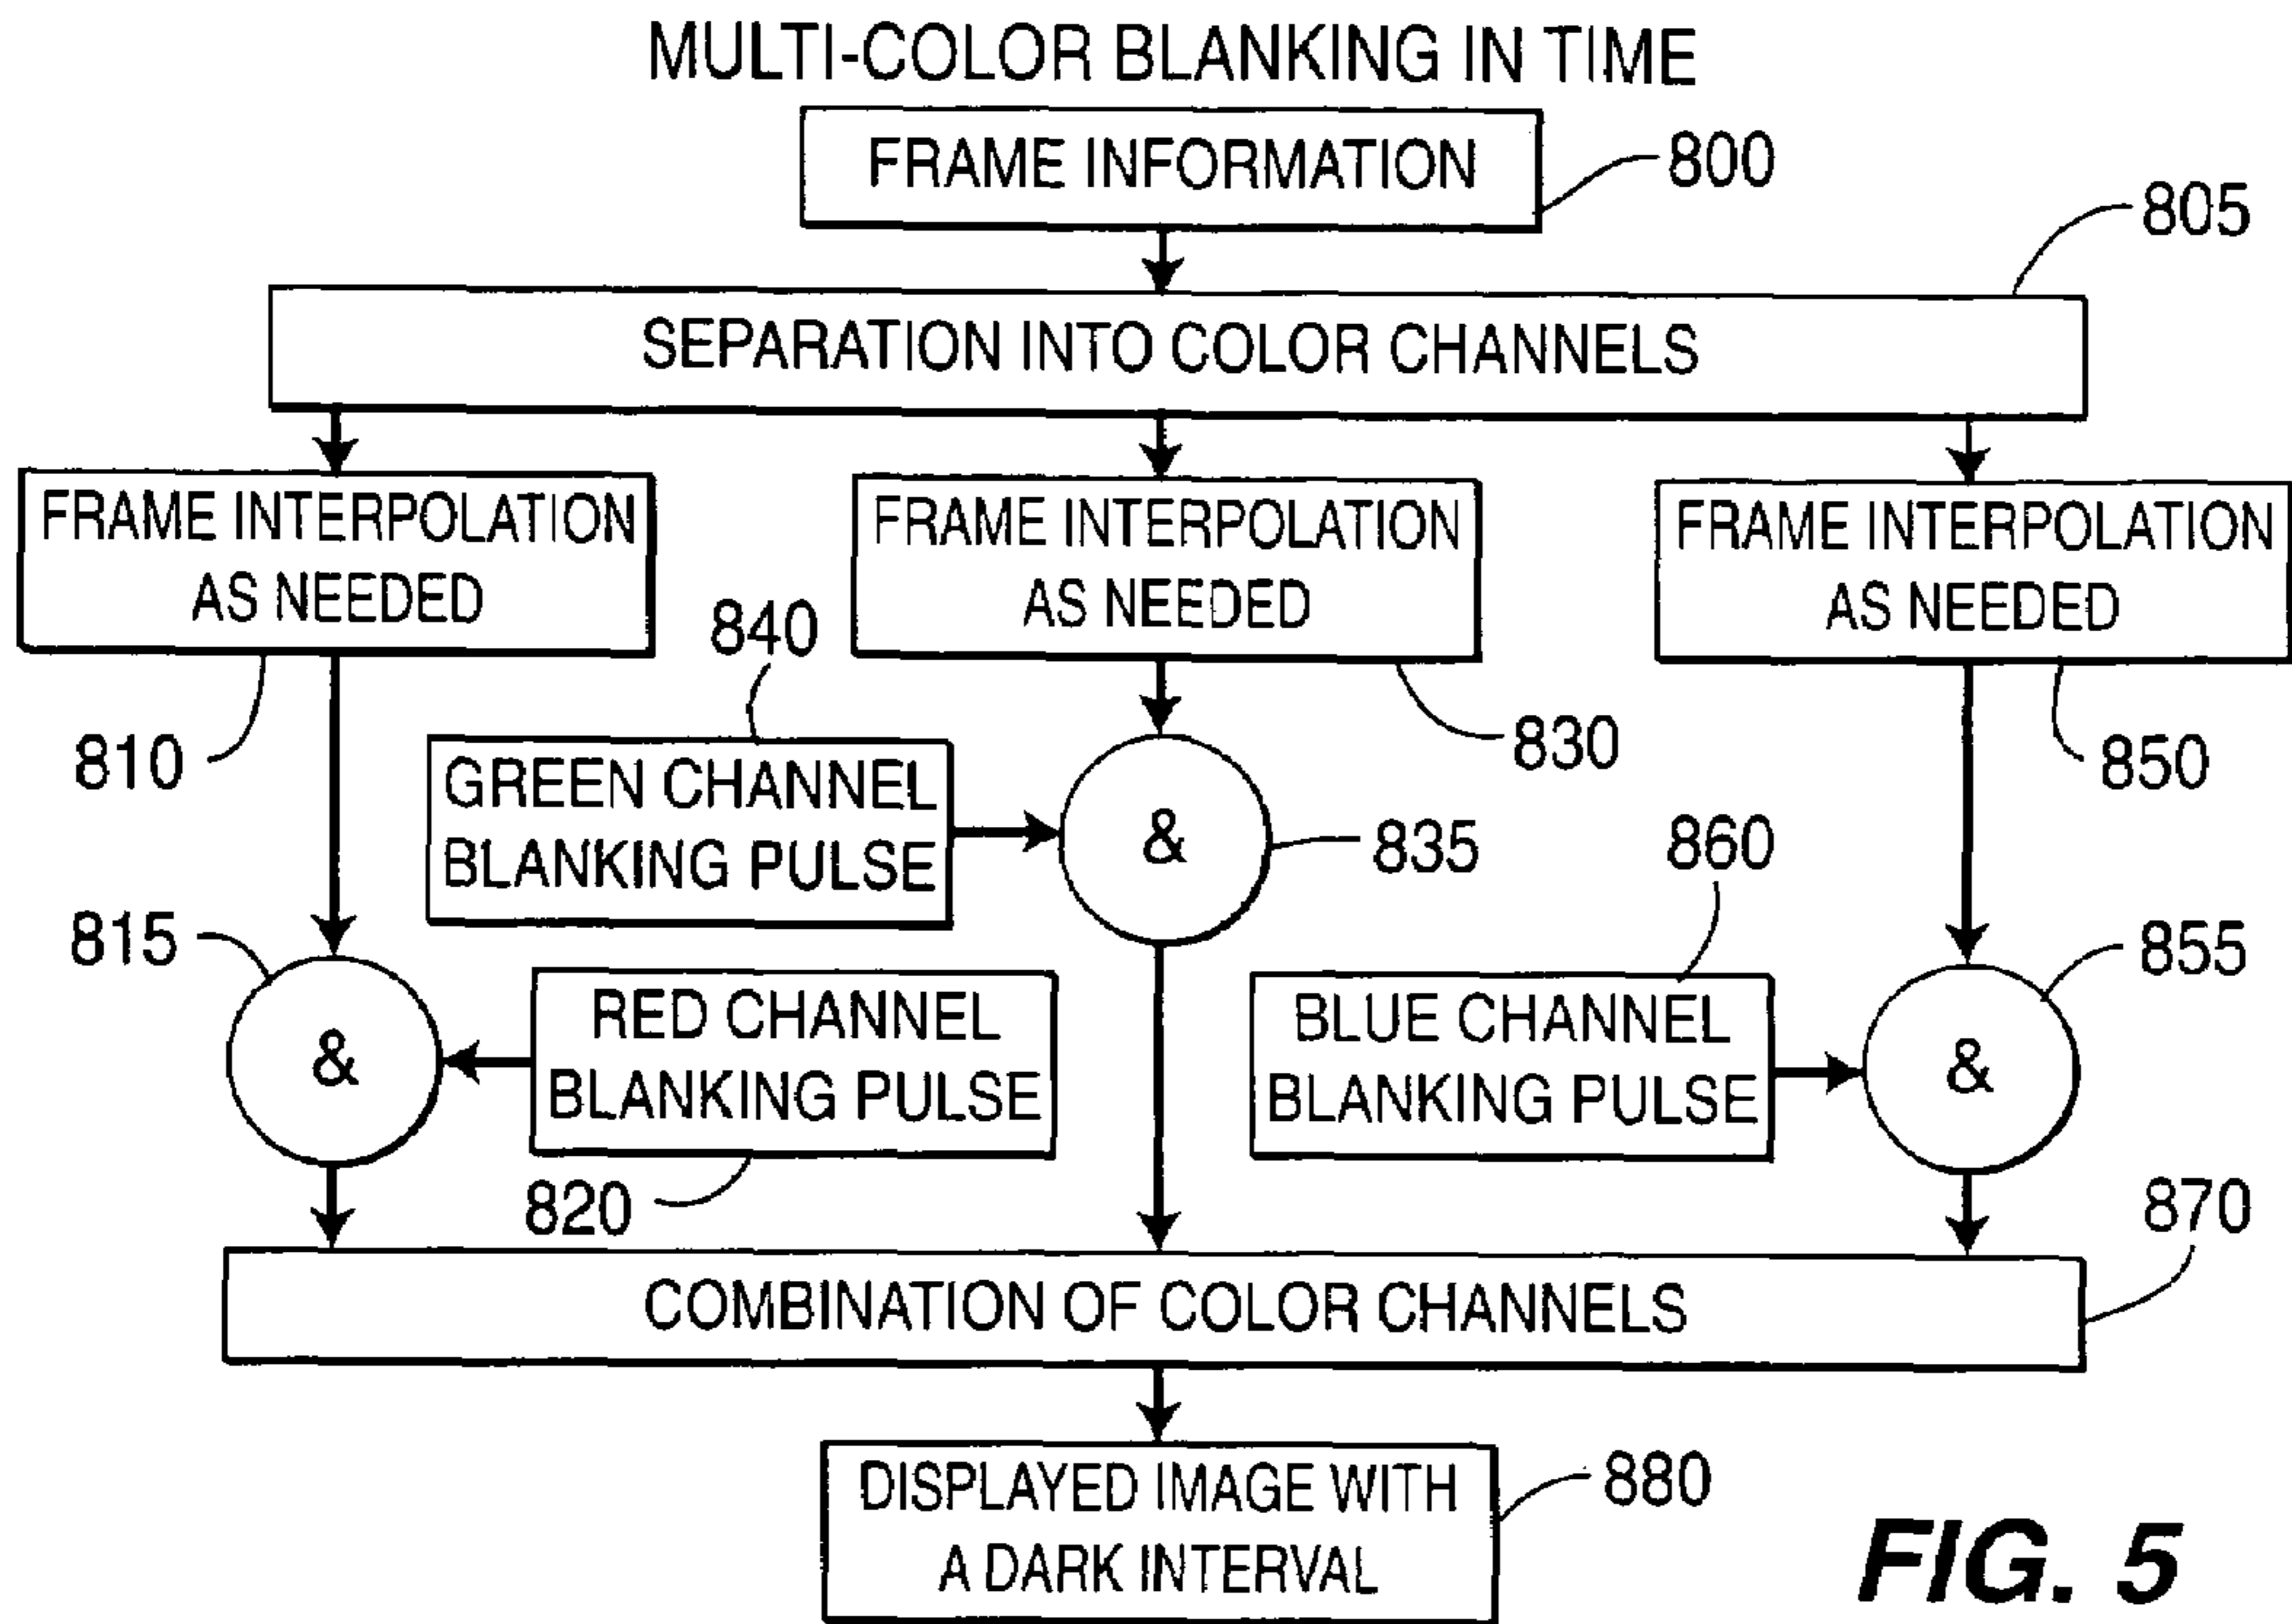 MULTI-COLOR BLANKING IN TIME
FRAME INFORMATION
800
805
SEPARATION INTO COLOR CHANNELS
FRAME INTERPOLATION
AS NEEDED
FRAME INTERPOLATION
AS NEEDED
FRAME INTERPOLATION
AS NEEDED
810
840
830
850
GREEN CHANNEL
BLANKING PULSE
&
835
860
815
855
&
RED CHANNEL
BLANKING PULSE
BLUE CHANNEL
BLANKING PULSE
&
820
870
COMBINATION OF COLOR CHANNELS
DISPLAYED IMAGE WITH
A DARK INTERVAL
880
FIG. 5